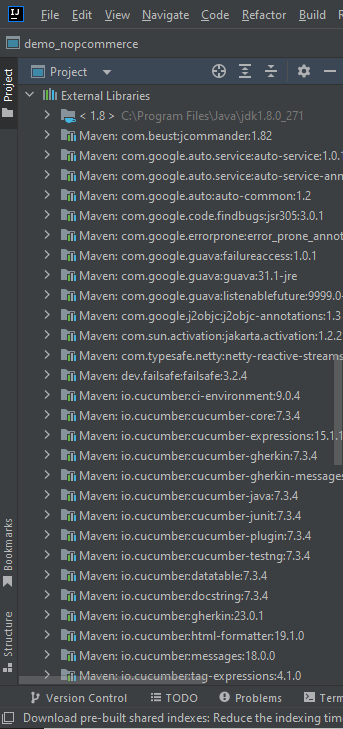 IJ File Edit View Navigate Code Refactor Build
demo_nopcommerce
Project
Project
External Libraries
< 1.8 > C:\Program Files\Java\jdk1.8.0_271
Maven: com.beust:jcommander:1.82
Maven: com.google.auto.service:auto-service:1.0.1
Maven: com.google.auto.service:auto-service-ann
Maven: com.google.auto:auto-common:1.2
Maven: com.google.code.findbugs:jsr305:3.0.1
Maven: com.google.errorprone:error_prone_annot
Maven: com.google.guava:failureaccess:1.0.1
Maven: com.google.guava:guava:31.1-jre
Maven: com.google.guava:listenablefuture:9999.0-
Maven: com.google.j2objc:j2objc-annotations:1.3
Maven: com.sun.activation:jakarta.activation:1.2.2
Maven: com.typesafe.netty:netty-reactive-streams
Maven: dev.failsafe:failsafe:3.2.4
Maven: io.cucumber:ci-environment:9.0.4
Maven: io.cucumber:cucumber-core:7.3.4
Maven: io.cucumber:cucumber-expressions:15.1.1
Maven: io.cucumber:cucumber-gherkin:7.3.4
Maven: io.cucumber:cucumber-gherkin-messages
Maven: io.cucumber:cucumber-java:7.3.4
Maven: io.cucumber:cucumber-junit:7.3.4
Maven: io.cucumber:cucumber-plugin:7.3.4
Maven: io.cucumber:cucumber-testng:7.3.4
Maven: io.cucumber:datatable:7.3.4
Maven: io.cucumber:docstring:7.3.4
Maven: io.cucumber:gherkin:23.0.1
Maven: io.cucumber:html-formatter:19.1.0
Maven: io.cucumber:messages:18.0.0
Maven: io.cucumber:tag-expressions:4.1.0
Bookmarks
Structure
Version Control TODO Problems Term
Download pre-built shared indexes: Reduce the indexing time